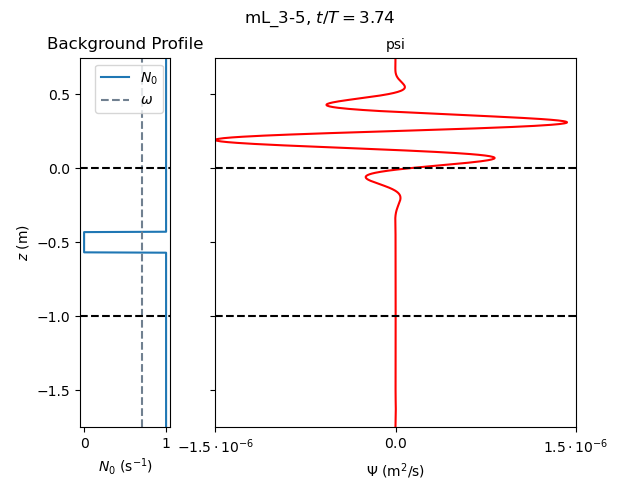 mL_3-5, t/T = 3.74
Background Profile
psi
N₀
ω
0.5
0.0
−0.5
−1.0
−1.5
z (m)
0 1
N₀ (s⁻¹)
−1.5 · 10⁻⁶ 0.0 1.5 · 10⁻⁶
Ψ (m²/s)